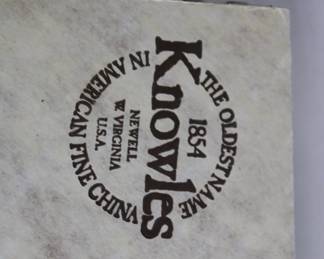 THE OLDEST NAME
1854
Knowles
NEWELL
W. VIRGINIA
U.S.A.
IN AMERICAN FINE CHINA